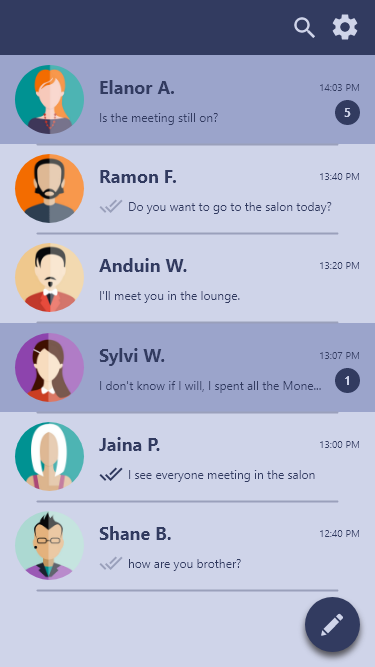 Elanor A.
14:03 PM
Is the meeting still on?
5
Ramon F.
13:40 PM
Do you want to go to the salon today?
Anduin W.
13:20 PM
I'll meet you in the lounge.
Sylvi W.
13:07 PM
I don't know if I will, I spent all the Mone...
1
Jaina P.
13:00 PM
I see everyone meeting in the salon
Shane B.
12:40 PM
how are you brother?